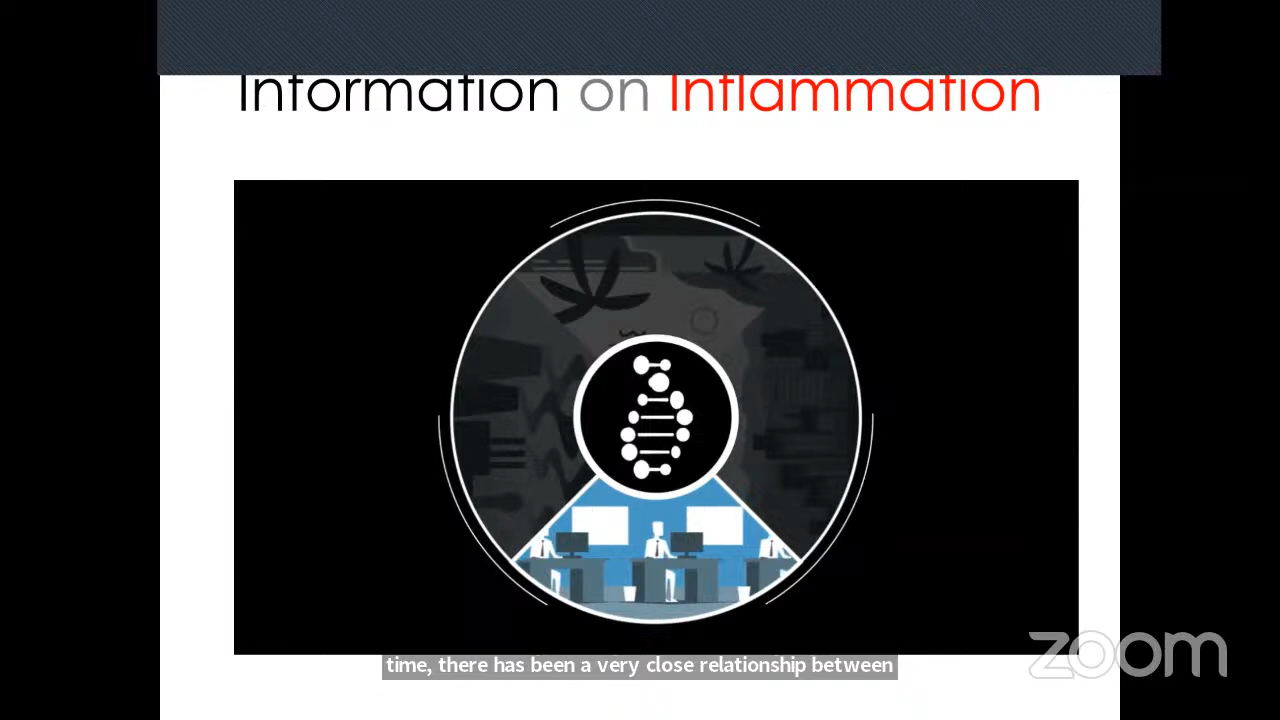 Information on Inflammation
time, there has been a very close relationship between
zoom